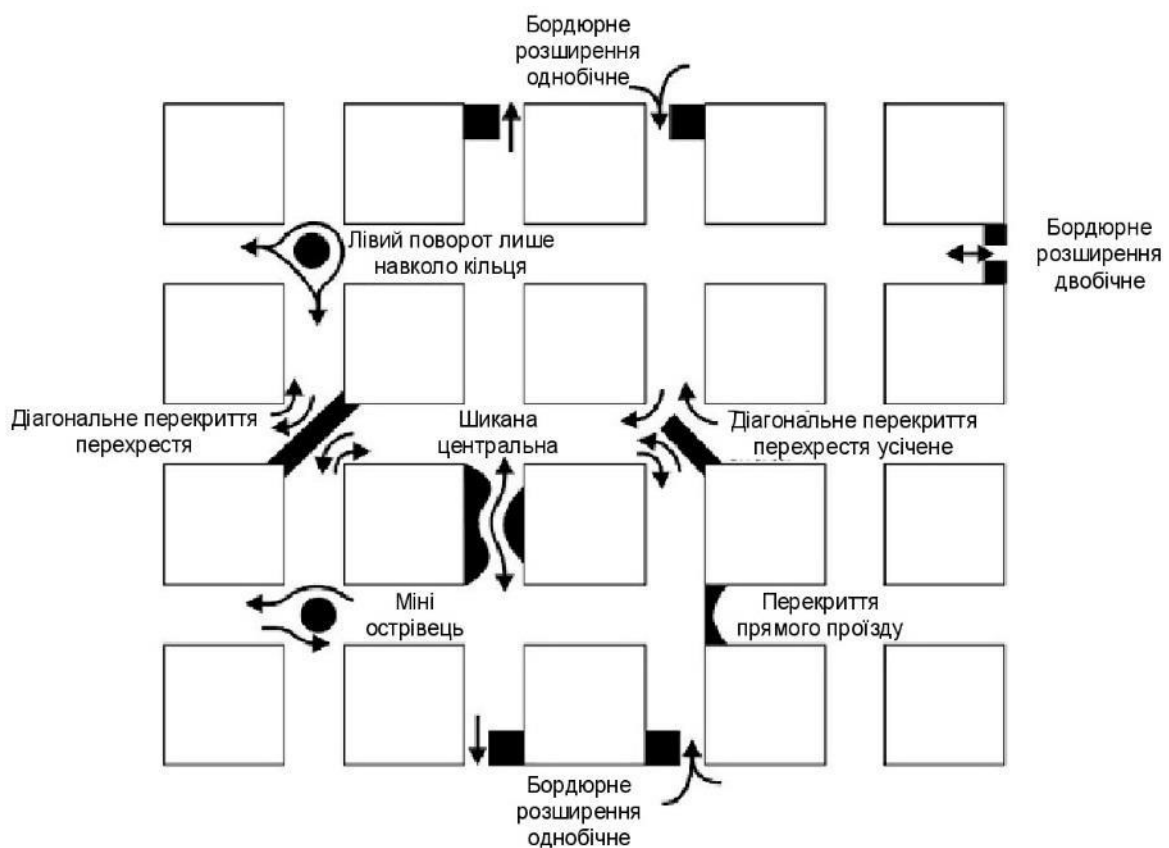 Бордюрне
розширення
однобічне
Лівий поворот лише
навколо кільця
Бордюрне
розширення
двобічне
Діагональне перекриття
перехрестя
Шикана
центральна
Діагональне перекриття
перехрестя усічене
Міні
острівець
Перекриття
прямого проїзду
Бордюрне
розширення
однобічне